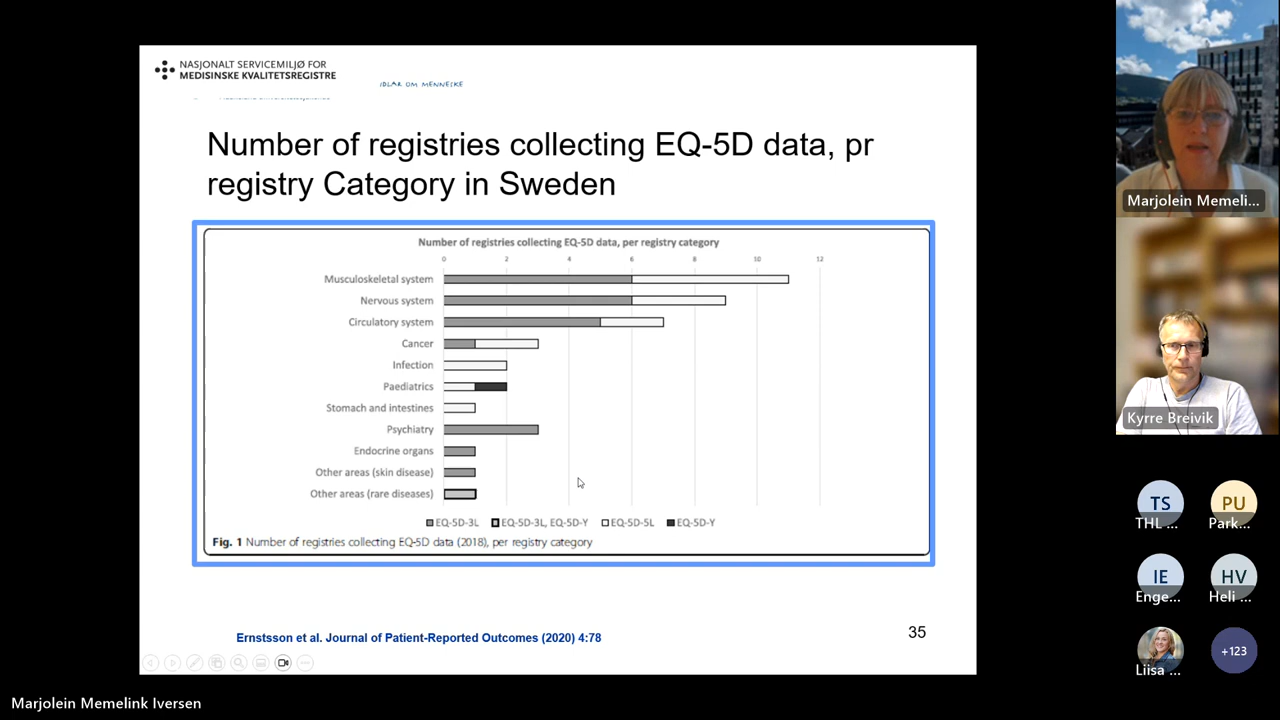 NASJONALT SERVICEMILJØ FOR
MEDISINSKE KVALITETSREGISTRE
Number of registries collecting EQ-5D data, pr
registry Category in Sweden
Number of registries collecting EQ-5D data, per registry category
0 2 4 6 8 10 12
Musculoskeletal system
Nervous system
Circulatory system
Cancer
Infection
Paediatrics
Stomach and intestines
Psychiatry
Endocrine organs
Other areas (skin disease)
Other areas (rare diseases)
EQ-5D-3L EQ-5D-3L, EQ-5D-Y EQ-5D-5L EQ-5D-Y
Fig. 1 Number of registries collecting EQ-5D data (2018), per registry category
Ernstsson et al. Journal of Patient-Reported Outcomes (2020) 4:78
35
Marjolein Memeli...
Kyrre Breivik
TS PU
THL ... Park...
IE HV
Enge... Heli ...
+123
Liisa ...
Marjolein Memelink Iversen